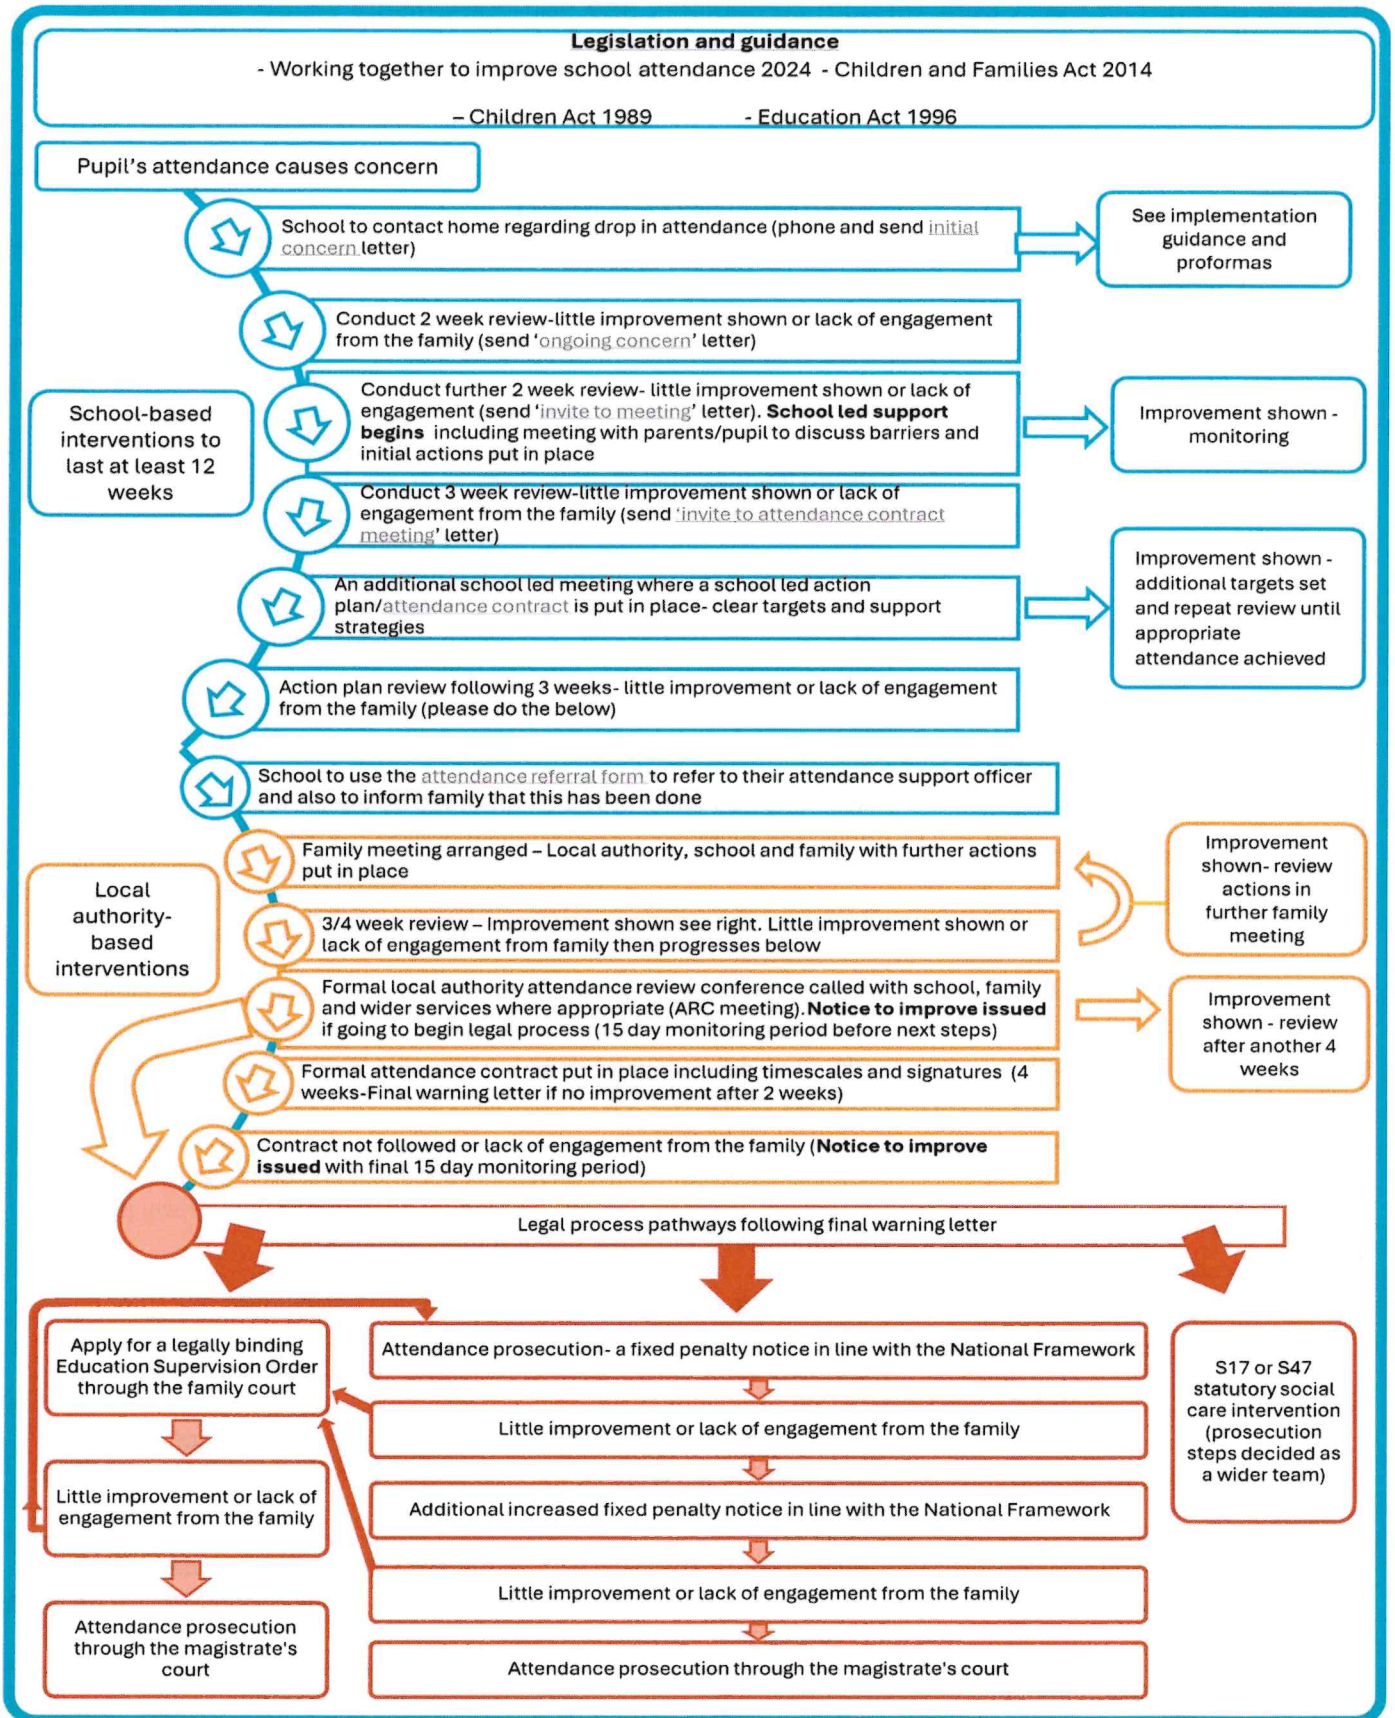 Legislation and guidance
- Working together to improve school attendance 2024 - Children and Families Act 2014
– Children Act 1989 - Education Act 1996
Pupil's attendance causes concern
School to contact home regarding drop in attendance (phone and send initial
concern letter)
See implementation
guidance and
proformas
Conduct 2 week review-little improvement shown or lack of engagement
from the family (send 'ongoing concern' letter)
School-based
interventions to
last at least 12
weeks
Conduct further 2 week review- little improvement shown or lack of
engagement (send 'invite to meeting' letter). School led support
begins including meeting with parents/pupil to discuss barriers and
initial actions put in place
Improvement shown -
monitoring
Conduct 3 week review-little improvement shown or lack of
engagement from the family (send 'invite to attendance contract
meeting' letter)
An additional school led meeting where a school led action
plan/attendance contract is put in place- clear targets and support
strategies
Improvement shown -
additional targets set
and repeat review until
appropriate
attendance achieved
Action plan review following 3 weeks- little improvement or lack of engagement
from the family (please do the below)
School to use the attendance referral form to refer to their attendance support officer
and also to inform family that this has been done
Local
authority-
based
interventions
Family meeting arranged – Local authority, school and family with further actions
put in place
Improvement
shown- review
actions in
further family
meeting
3/4 week review – Improvement shown see right. Little improvement shown or
lack of engagement from family then progresses below
Formal local authority attendance review conference called with school, family
and wider services where appropriate (ARC meeting). Notice to improve issued
if going to begin legal process (15 day monitoring period before next steps)
Improvement
shown - review
after another 4
weeks
Formal attendance contract put in place including timescales and signatures (4
weeks-Final warning letter if no improvement after 2 weeks)
Contract not followed or lack of engagement from the family (Notice to improve
issued with final 15 day monitoring period)
Legal process pathways following final warning letter
Apply for a legally binding
Education Supervision Order
through the family court
Little improvement or lack of
engagement from the family
Attendance prosecution
through the magistrate's
court
Attendance prosecution- a fixed penalty notice in line with the National Framework
Little improvement or lack of engagement from the family
Additional increased fixed penalty notice in line with the National Framework
Little improvement or lack of engagement from the family
Attendance prosecution through the magistrate's court
S17 or S47
statutory social
care intervention
(prosecution
steps decided as
a wider team)